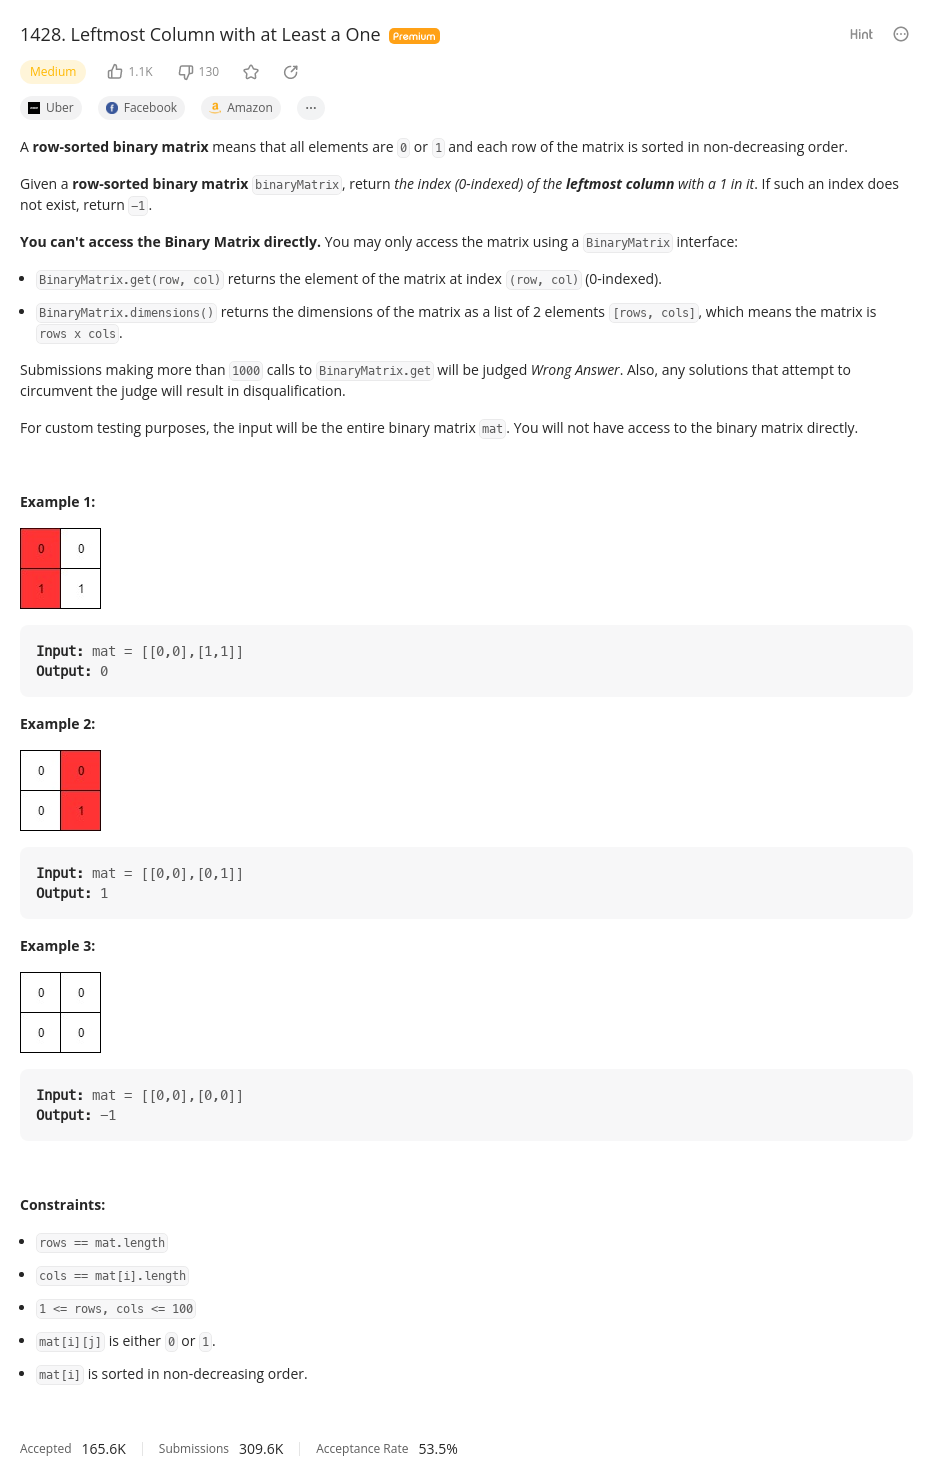 1428. Leetmost Column with at Least a One Premium Hint
Medium 1.1K 130
Uber Facebook Amazon ...
A row-sorted binary matrix means that all elements are 0 or 1 and each row of the matrix is sorted in non-decreasing order.
Given a row-sorted binary matrix binaryMatrix, return the index (0-indexed) of the leftmost column with a 1 in it. If such an index does
not exist, return -1.
You can't access the Binary Matrix directly. You may only access the matrix using a BinaryMatrix interface:
• BinaryMatrix.get(row, col) returns the element of the matrix at index (row, col) (0-indexed).
• BinaryMatrix.dimensions() returns the dimensions of the matrix as a list of 2 elements [rows, cols], which means the matrix is
rows x cols.
Submissions making more than 1000 calls to BinaryMatrix.get will be judged Wrong Answer. Also, any solutions that attempt to
circumvent the judge will result in disqualification.
For custom testing purposes, the input will be the entire binary matrix mat. You will not have access to the binary matrix directly.
Example 1:
0 0
1 1
Input: mat = [[0,0],[1,1]]
Output: 0
Example 2:
0 0
0 1
Input: mat = [[0,0],[0,1]]
Output: 1
Example 3:
0 0
0 0
Input: mat = [[0,0],[0,0]]
Output: -1
Constraints:
• rows == mat.length
• cols == mat[i].length
• 1 <= rows, cols <= 100
• mat[i][j] is either 0 or 1.
• mat[i] is sorted in non-decreasing order.
Accepted 165.6K Submissions 309.6K Acceptance Rate 53.5%